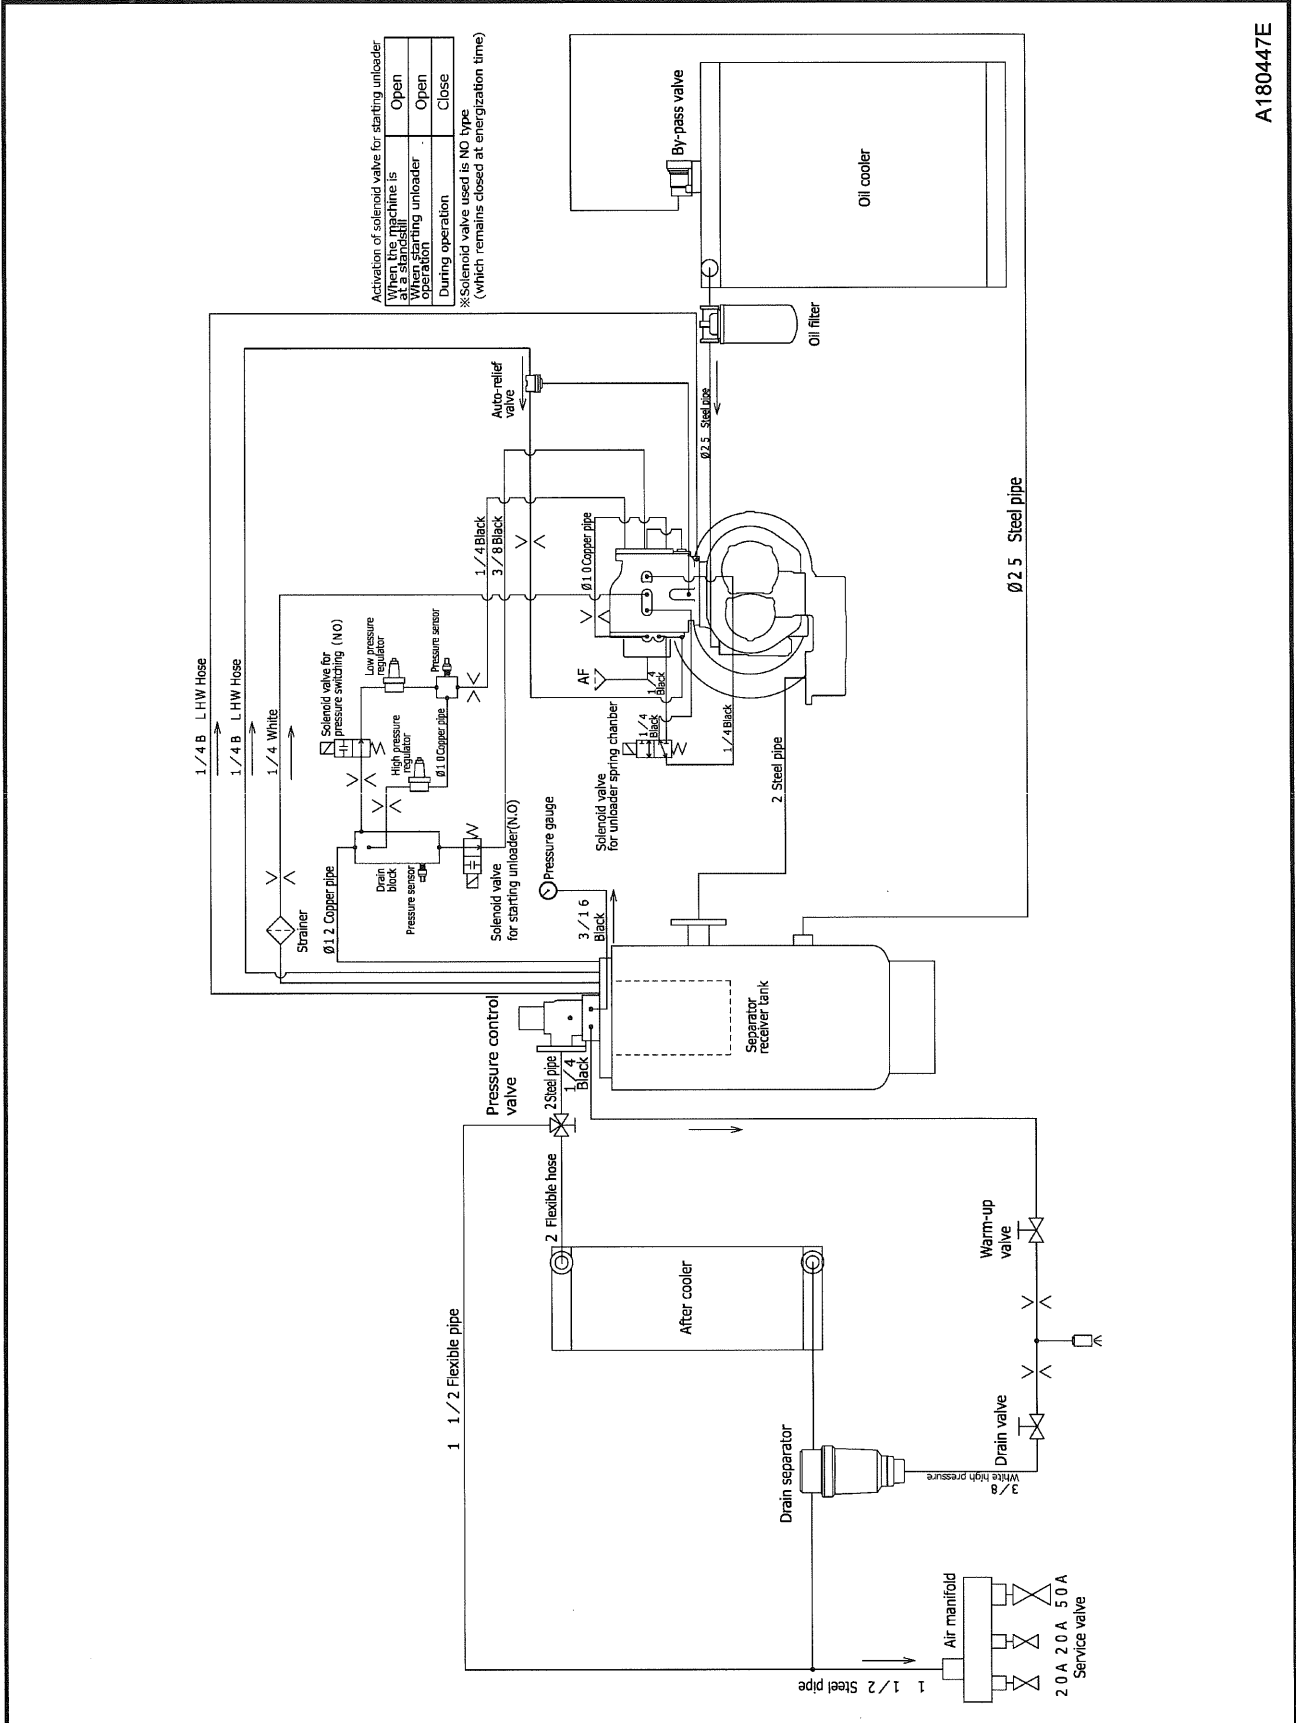 A180447E
Activation of solenoid valve for starting unloader
When the machine is
at a standstill
Open
When starting unloader
operation
Open
During operation
Close
※Solenoid valve used is NO type
(which remains closed at energization time)
By-pass valve
Oil cooler
Oil filter
Ø25 Steel pipe
Ø25 Steel pipe
Auto-relief
valve
1/4 B L HW Hose
1/4 B L HW Hose
1/4 White
1/4 Black
3/8 Black
Ø10 Copper pipe
Solenoid valve for
pressure switching (NO)
Low pressure
regulator
Pressure sensor
High pressure
regulator
Ø10 Copper pipe
AF
1/4
Black
1/4
Black
1/4 Black
Solenoid valve
for unloader spring chanber
2 Steel pipe
Drain
block
Pressure sensor
Solenoid valve
for starting unloader(N.O)
Strainer
Ø12 Copper pipe
Pressure gauge
3/16
Black
Separator
receiver tank
Pressure control
valve
2 Steel pipe
1/4
Black
2 Flexible hose
After cooler
1 1/2 Flexible pipe
Warm-up
valve
Drain valve
3/8
White high pressure
Drain separator
Air manifold
20A 20A 50A
Service valve
1 1/2 Steel pipe